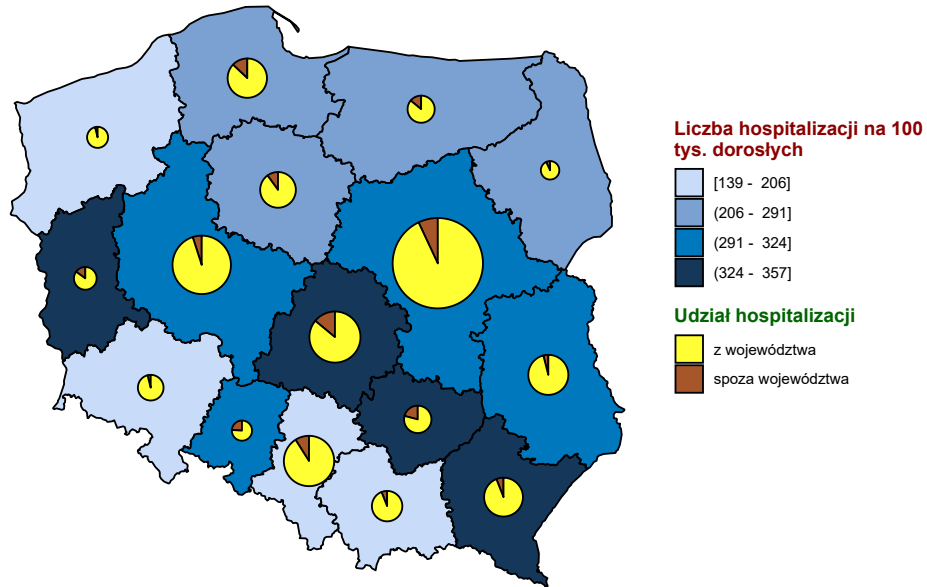 Liczba hospitalizacji na 100
tys. dorosłych
[139 - 206]
(206 - 291]
(291 - 324]
(324 - 357]
Udział hospitalizacji
z województwa
spoza województwa